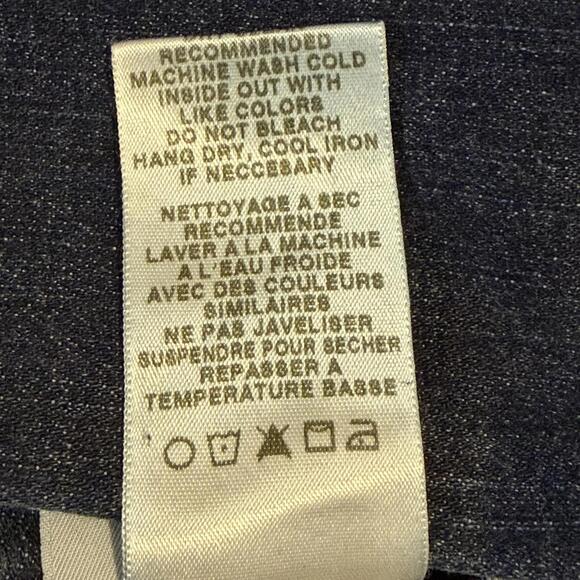 RECOMMENDED
MACHINE WASH COLD
INSIDE OUT WITH
LIKE COLORS
DO NOT BLEACH
HANG DRY, COOL IRON
IF NECCESARY
NETTOYAGE A SEC
RECOMMENDE
LAVER A LA MACHINE
A L'EAU FROIDE
AVEC DES COULEURS
SIMILAIRES
NE PAS JAVELISER
SUSPENDRE POUR SECHER
REPASSER A
TEMPERATURE BASSE